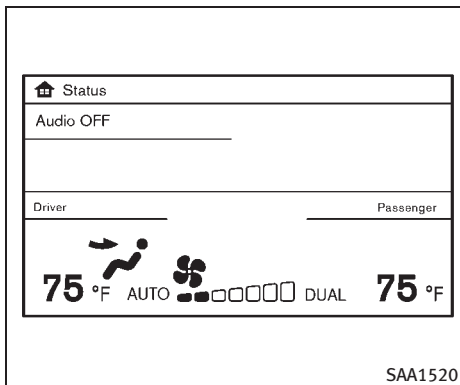 Status
Audio OFF
Driver Passenger
75 °F AUTO DUAL 75 °F
SAA1520